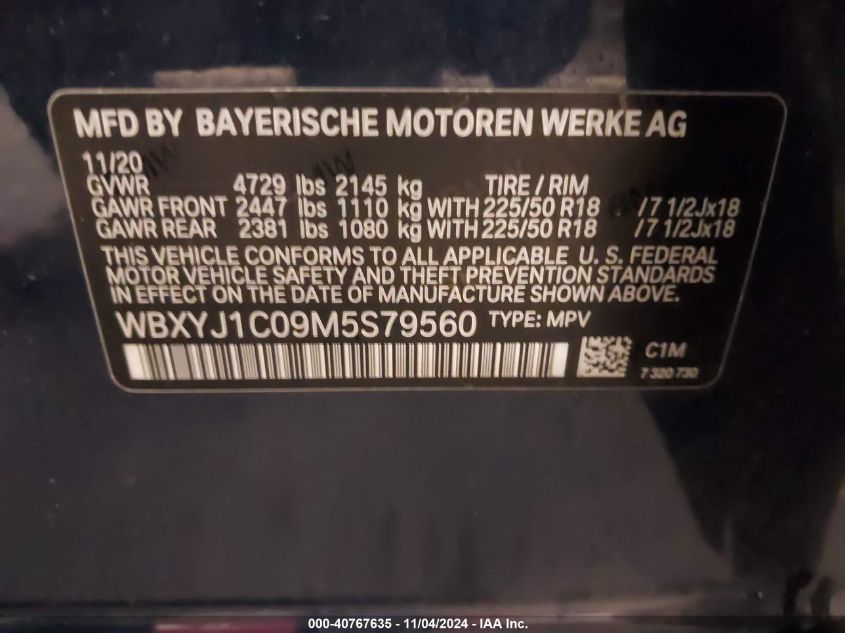 MFD BY BAYERISCHE MOTOREN WERKE AG
11/20
GVWR 4729 lbs 2145 kg TIRE / RIM
GAWR FRONT 2447 lbs 1110 kg WITH 225/50 R18 /7 1/2Jx18
GAWR REAR 2381 lbs 1080 kg WITH 225/50 R18 /7 1/2Jx18
THIS VEHICLE CONFORMS TO ALL APPLICABLE U. S. FEDERAL
MOTOR VEHICLE SAFETY AND THEFT PREVENTION STANDARDS
IN EFFECT ON THE DATE OF MANUFACTURE SHOWN ABOVE.
WBXYJ1C09M5S79560 TYPE: MPV
C1M
7 320 730
000-40767635 - 11/04/2024 - IAA Inc.